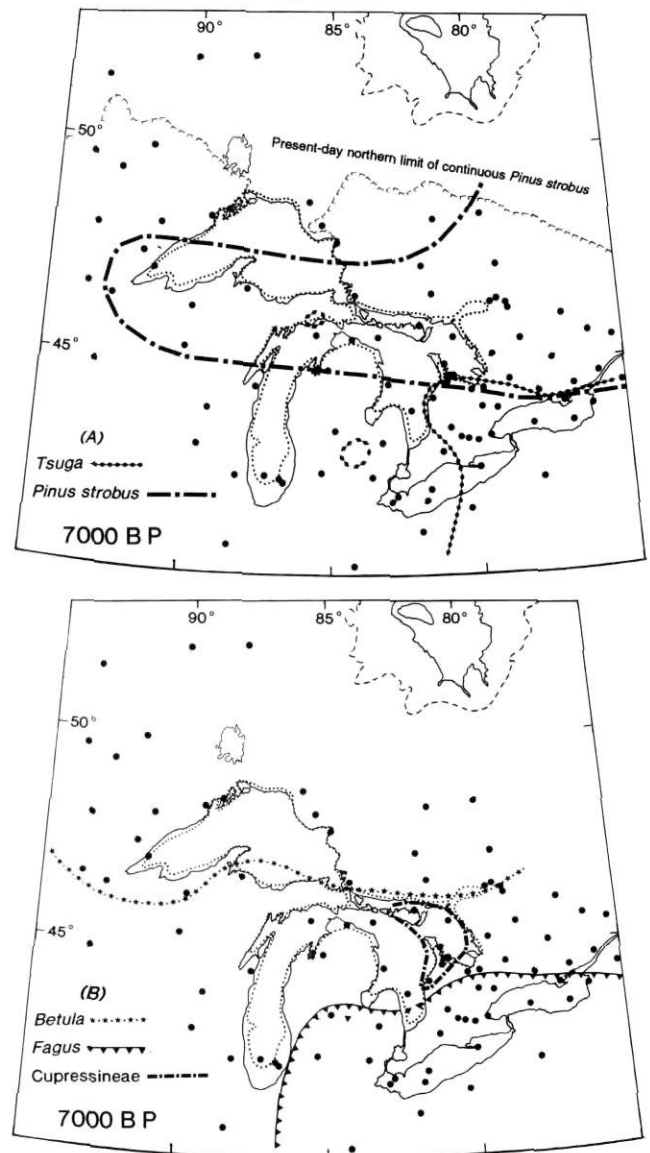 90° 85° 80°
50°
Present-day northern limit of continuous Pinus strobus
45°
(A)
Tsuga
Pinus strobus
7000 B P
90° 85° 80°
50°
45°
(B)
Betula
Fagus
Cupressineae
7000 B P